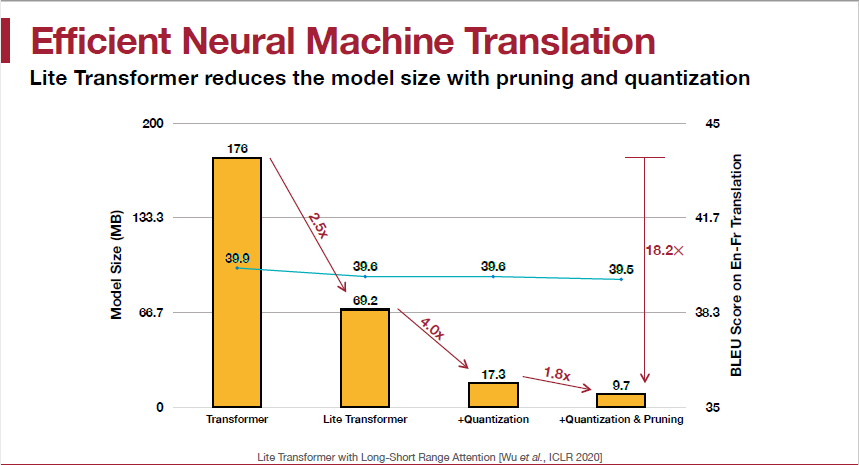 Efficient Neural Machine Translation
Lite Transformer reduces the model size with pruning and quantization
200
45
176
2.5x
133.3
41.7
Model Size (MB)
BLEU Score on En-Fr Translation
18.2×
39.9
39.6
39.6
39.5
69.2
66.7
38.3
4.0x
17.3
1.8x
9.7
0
35
Transformer
Lite Transformer
+Quantization
+Quantization & Pruning
Lite Transformer with Long-Short Range Attention [Wu et al., ICLR 2020]